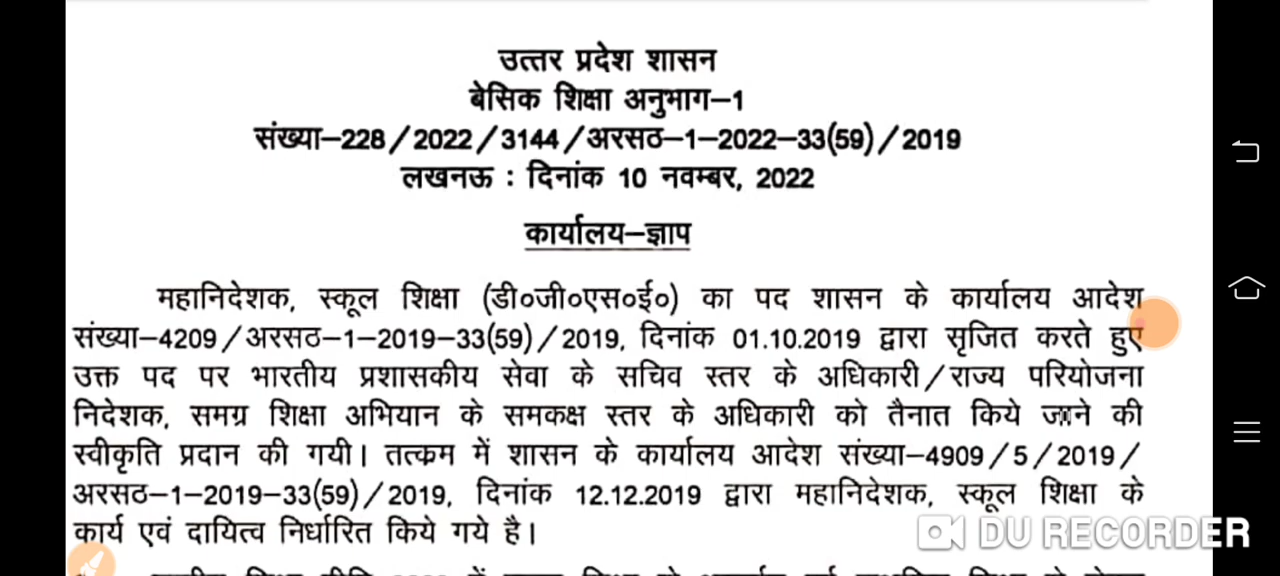 उत्तर प्रदेश शासन
बेसिक शिक्षा अनुभाग–1
संख्या–228/2022/3144/अरसठ–1–2022–33(59)/2019
लखनऊ : दिनांक 10 नवम्बर, 2022
कार्यालय–ज्ञाप
महानिदेशक, स्कूल शिक्षा (डी०जी०एस०ई०) का पद शासन के कार्यालय आदेश
संख्या–4209/अरसठ–1–2019–33(59)/2019, दिनांक 01.10.2019 द्वारा सृजित करते हुए
उक्त पद पर भारतीय प्रशासकीय सेवा के सचिव स्तर के अधिकारी/राज्य परियोजना
निदेशक, समग्र शिक्षा अभियान के समकक्ष स्तर के अधिकारी को तैनात किये जाने की
स्वीकृति प्रदान की गयी। तत्क्रम में शासन के कार्यालय आदेश संख्या–4909/5/2019/
अरसठ–1–2019–33(59)/2019, दिनांक 12.12.2019 द्वारा महानिदेशक, स्कूल शिक्षा के
कार्य एवं दायित्व निर्धारित किये गये है।
DU RECORDER